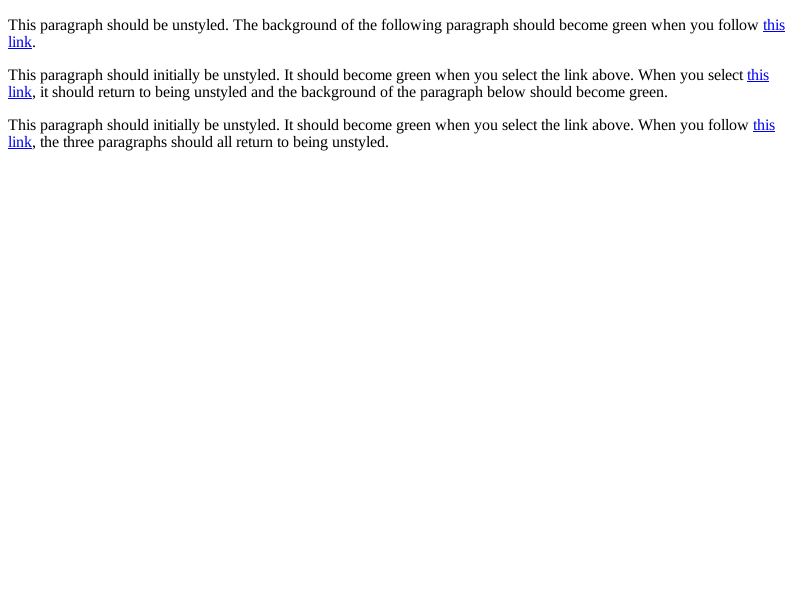 This paragraph should be unstyled. The background of the following paragraph should become green when you follow this
link.
This paragraph should initially be unstyled. It should become green when you select the link above. When you select this
link, it should return to being unstyled and the background of the paragraph below should become green.
This paragraph should initially be unstyled. It should become green when you select the link above. When you follow this
link, the three paragraphs should all return to being unstyled.